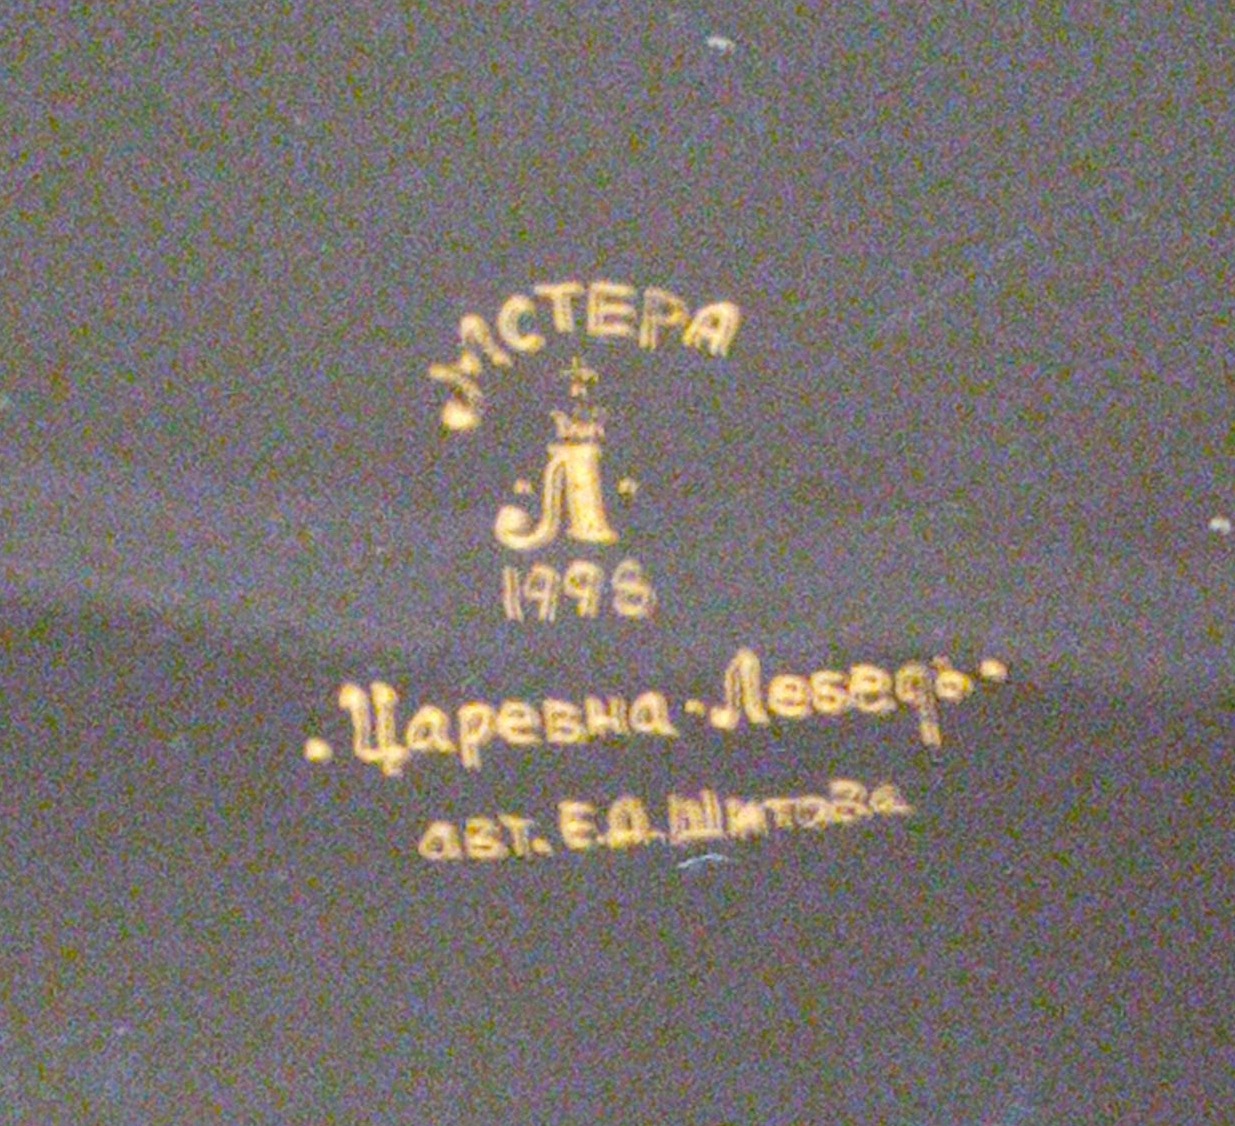 МСТЕРА
Л
1998
Царевна-Лебедь
авт. Е.Д. Шитова